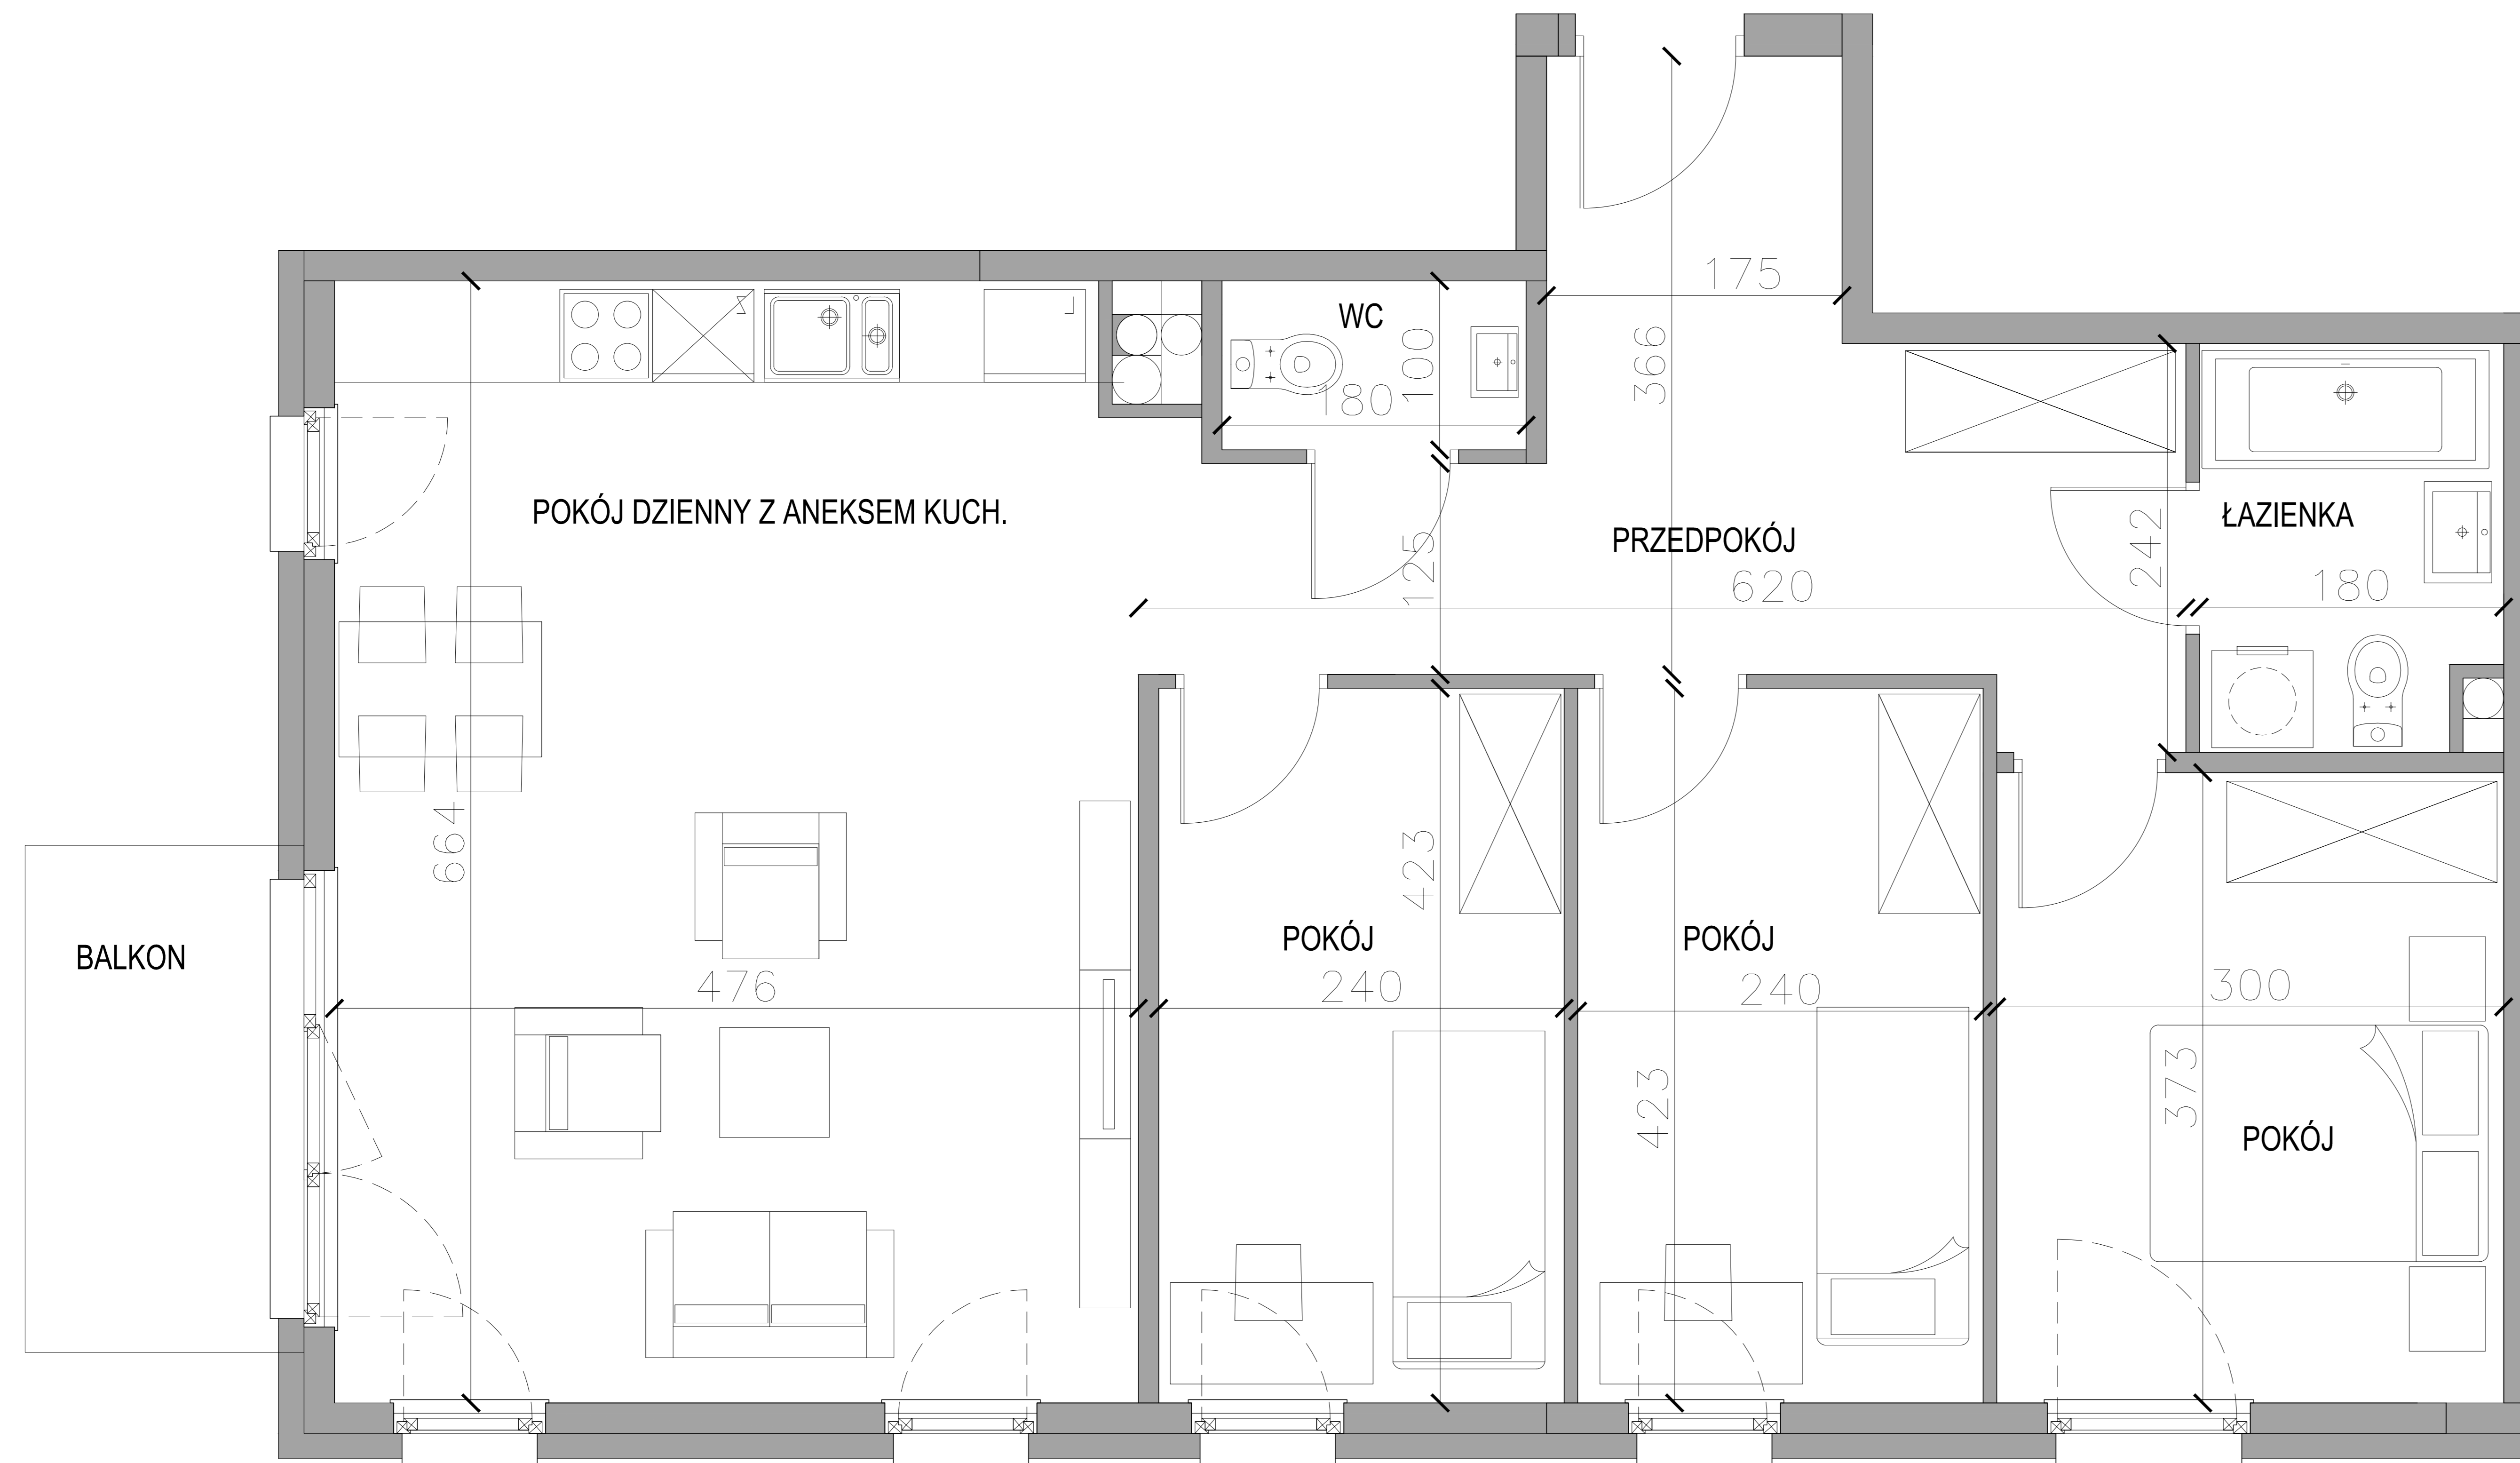 175
WC
366
100
180
POKÓJ DZIENNY Z ANEKSEM KUCH.
PRZEDPOKÓJ
ŁAZIENKA
125
242
620
180
664
423
POKÓJ
POKÓJ
BALKON
476
240
240
300
423
373
POKÓJ